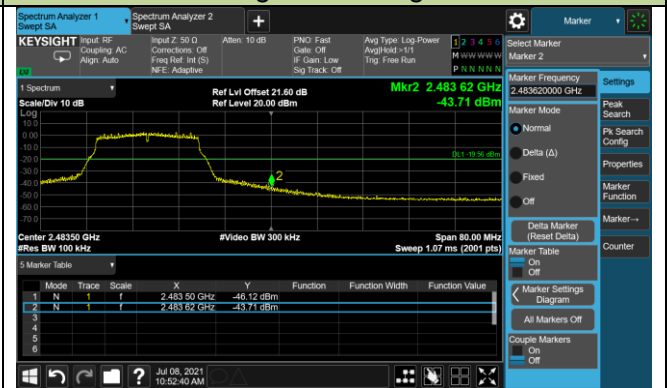 Spectrum Analyzer 1
Swept SA
Spectrum Analyzer 2
Swept SA
+
Marker
KEYSIGHT
Input: RF
Coupling: AC
Align: Auto
Input Z: 50 Ω
Corrections: Off
Freq Ref: Int (S)
NFE: Adaptive
Atten: 10 dB
PNO: Fast
Gate: Off
IF Gain: Low
Sig Track: Off
Avg Type: Log-Power
Avg|Hold:>1/1
Trig: Free Run
1 2 3 4 5 6
M W W W W W
P N N N N N
Select Marker
Marker 2
1 Spectrum
Scale/Div 10 dB
Ref Lvl Offset 21.60 dB
Ref Level 20.00 dBm
Mkr2 2.483 62 GHz
-43.71 dBm
Log
10.0
0.00
-10.0
-20.0
-30.0
-40.0
-50.0
-60.0
-70.0
DL1 -19.56 dBm
2
Center 2.48350 GHz
#Res BW 100 kHz
#Video BW 300 kHz
Span 80.00 MHz
Sweep 1.07 ms (2001 pts)
5 Marker Table
Mode Trace Scale X Y Function Function Width Function Value
1 N 1 f 2.483 50 GHz -46.12 dBm
2 N 1 f 2.483 62 GHz -43.71 dBm
3
4
5
6
Marker Frequency
2.483620000 GHz
Marker Mode
Normal
Delta (Δ)
Fixed
Off
Delta Marker
(Reset Delta)
Marker Table
On
Off
Marker Settings
Diagram
All Markers Off
Couple Markers
On
Off
Settings
Peak
Search
Pk Search
Config
Properties
Marker
Function
Marker→
Counter
?
Jul 08, 2021
10:52:40 AM